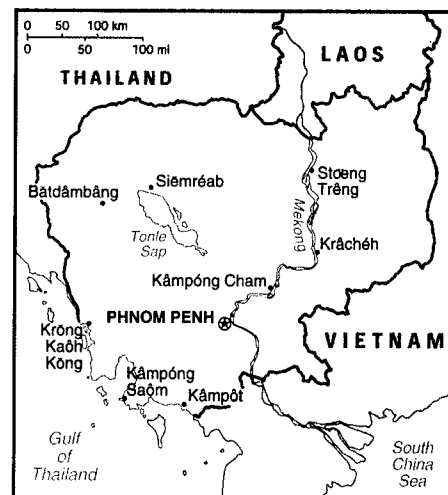 0 50 100 km
0 50 100 mi
THAILAND
LAOS
Stœng
Trêng
Siĕmréab
Bătdâmbâng
Mekong
Tonle
Sap
Krâchéh
Kâmpóng Cham
PHNOM PENH
Krŏng
Kaôh
Kŏng
VIETNAM
Kâmpóng
Saôm
Kâmpôt
Gulf
of
Thailand
South
China
Sea